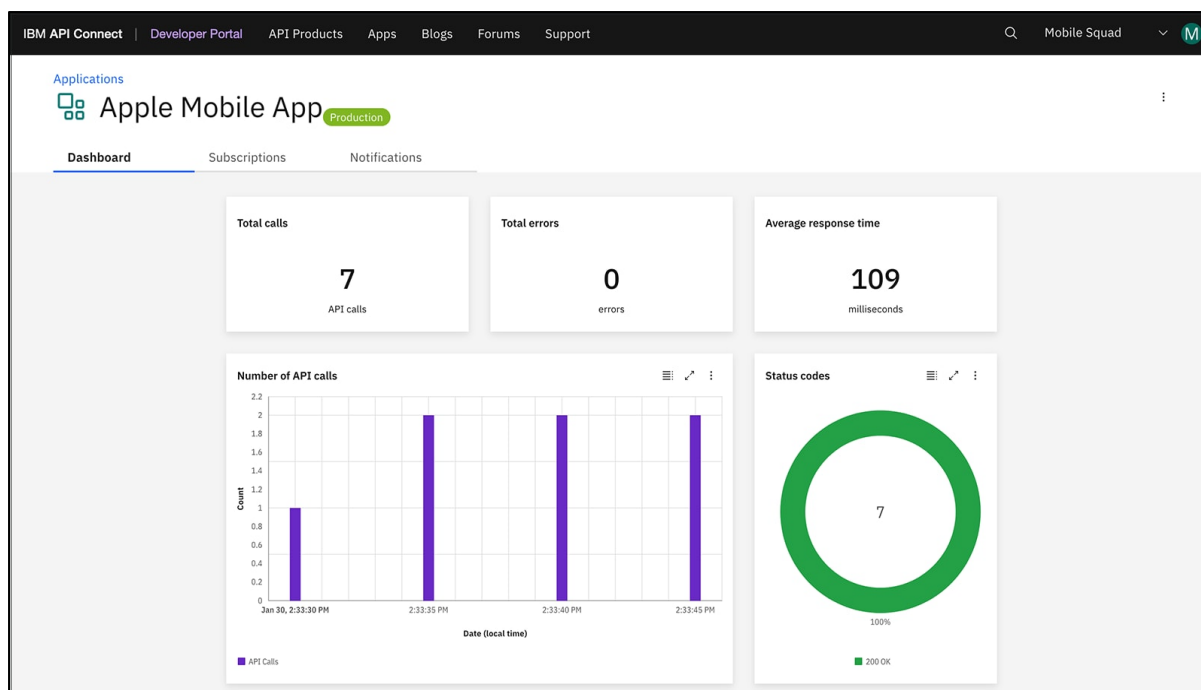 IBM API Connect | Developer Portal API Products Apps Blogs Forums Support Mobile Squad M
Applications
Apple Mobile App Production
Dashboard Subscriptions Notifications
Total calls
7
API calls
Total errors
0
errors
Average response time
109
milliseconds
Number of API calls
2.2
2
1.8
1.6
1.4
1.2
1
0.8
0.6
0.4
0.2
0
Count
Jan 30, 2:33:30 PM 2:33:35 PM 2:33:40 PM 2:33:45 PM
Date (local time)
API Calls
Status codes
7
100%
200 OK